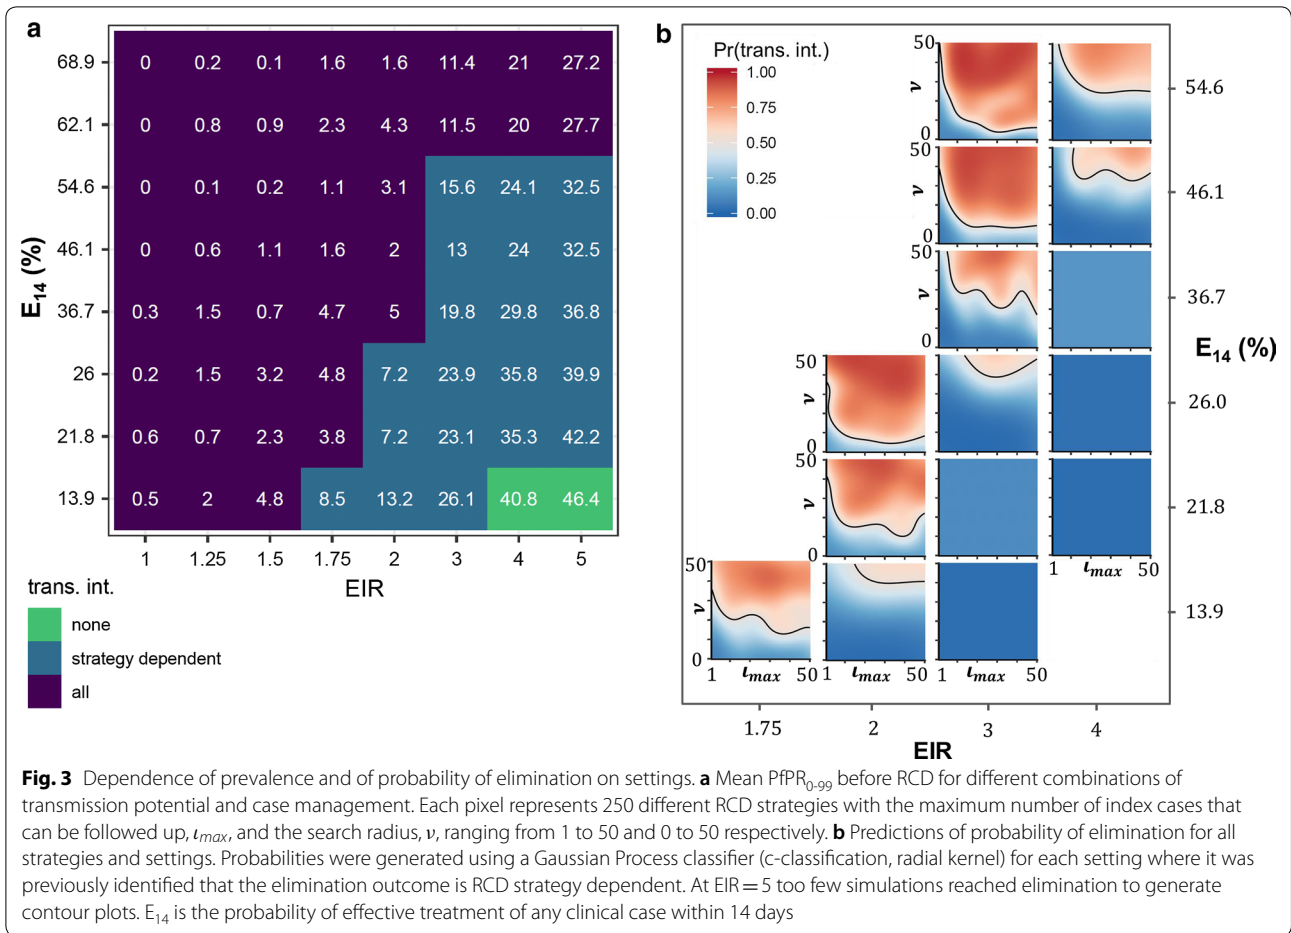 a
68.9 0 0.2 0.1 1.6 1.6 11.4 21 27.2
62.1 0 0.8 0.9 2.3 4.3 11.5 20 27.7
54.6 0 0.1 0.2 1.1 3.1 15.6 24.1 32.5
46.1 0 0.6 1.1 1.6 2 13 24 32.5
36.7 0.3 1.5 0.7 4.7 5 19.8 29.8 36.8
26 0.2 1.5 3.2 4.8 7.2 23.9 35.8 39.9
21.8 0.6 0.7 2.3 3.8 7.2 23.1 35.3 42.2
13.9 0.5 2 4.8 8.5 13.2 26.1 40.8 46.4
E14 (%)
1 1.25 1.5 1.75 2 3 4 5
EIR
trans. int.
none
strategy dependent
all
b
Pr(trans. int.)
1.00
0.75
0.50
0.25
0.00
50
ν
0
54.6
50
ν
0
46.1
50
ν
0
36.7
E14 (%)
50
ν
0
26.0
50
ν
0
21.8
1 ιmax 50
50
ν
0
13.9
1 ιmax 50 1 ιmax 50 1 ιmax 50
1.75 2 3 4
EIR
Fig. 3 Dependence of prevalence and of probability of elimination on settings. a Mean PfPR0-99 before RCD for different combinations of
transmission potential and case management. Each pixel represents 250 different RCD strategies with the maximum number of index cases that
can be followed up, ιmax, and the search radius, ν, ranging from 1 to 50 and 0 to 50 respectively. b Predictions of probability of elimination for all
strategies and settings. Probabilities were generated using a Gaussian Process classifier (c-classification, radial kernel) for each setting where it was
previously identified that the elimination outcome is RCD strategy dependent. At EIR = 5 too few simulations reached elimination to generate
contour plots. E14 is the probability of effective treatment of any clinical case within 14 days